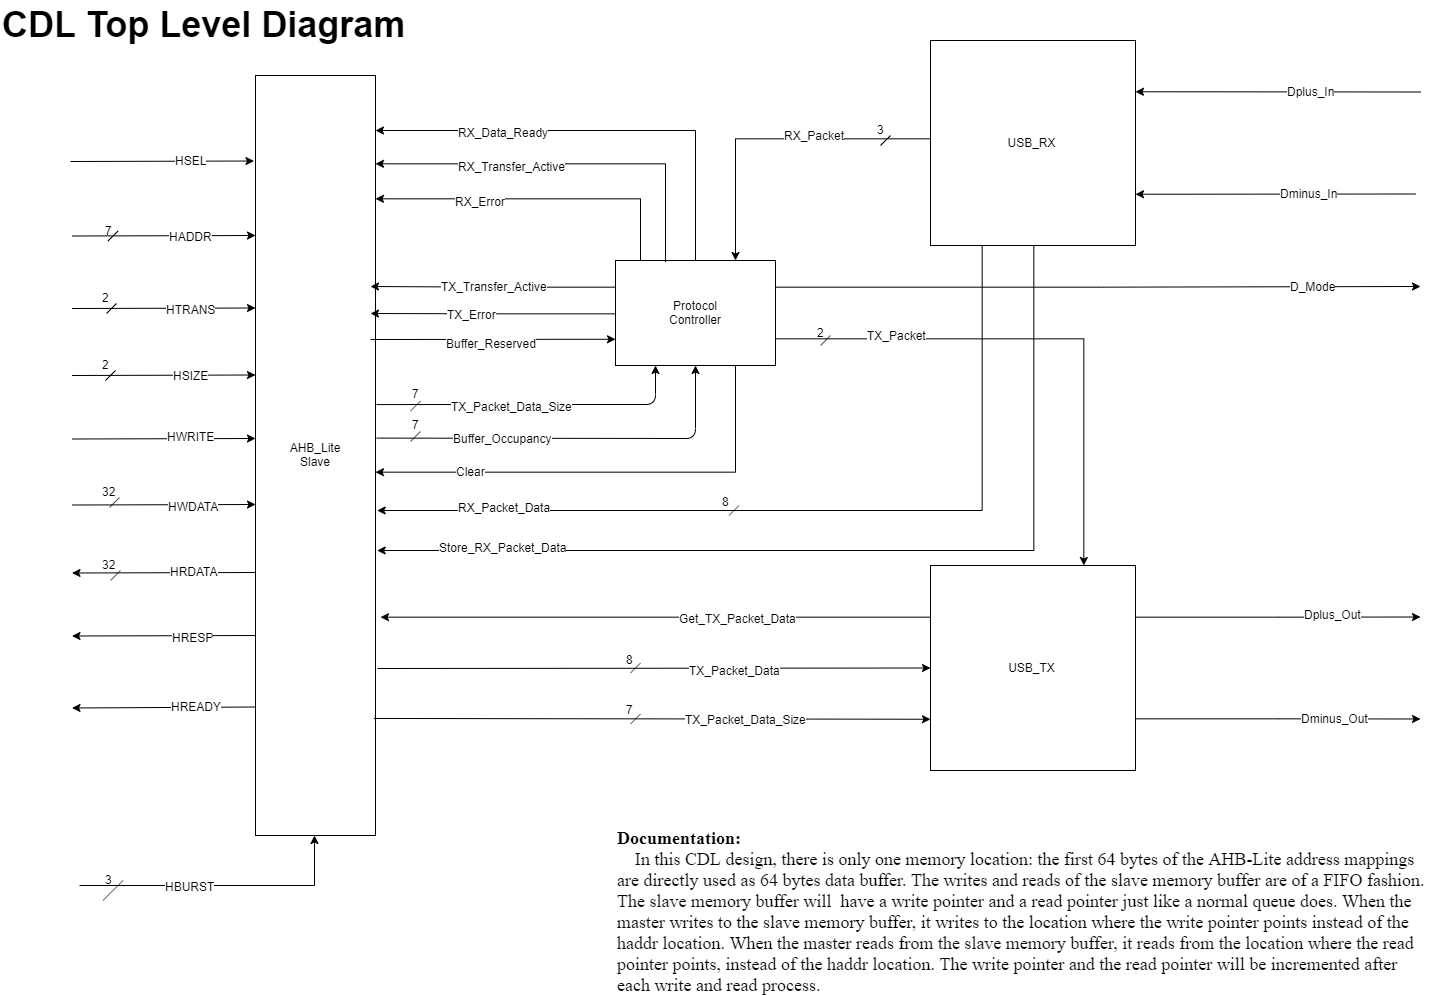 CDL Top Level Diagram
Dplus_In
RX_Data_Ready
RX_Packet
3
USB_RX
HSEL
RX_Transfer_Active
Dminus_In
RX_Error
7
HADDR
TX_Transfer_Active
D_Mode
2
HTRANS
TX_Error
Protocol
Controller
2
TX_Packet
Buffer_Reserved
2
HSIZE
7
TX_Packet_Data_Size
7
Buffer_Occupancy
HWRITE
AHB_Lite
Slave
Clear
32
HWDATA
RX_Packet_Data
8
Store_RX_Packet_Data
32
HRDATA
Get_TX_Packet_Data
Dplus_Out
HRESP
8
TX_Packet_Data
USB_TX
HREADY
7
TX_Packet_Data_Size
Dminus_Out
3
HBURST
Documentation:
In this CDL design, there is only one memory location: the first 64 bytes of the AHB-Lite address mappings
are directly used as 64 bytes data buffer. The writes and reads of the slave memory buffer are of a FIFO fashion.
The slave memory buffer will  have a write pointer and a read pointer just like a normal queue does. When the
master writes to the slave memory buffer, it writes to the location where the write pointer points instead of the
haddr location. When the master reads from the slave memory buffer, it reads from the location where the read
pointer points, instead of the haddr location. The write pointer and the read pointer will be incremented after
each write and read process.